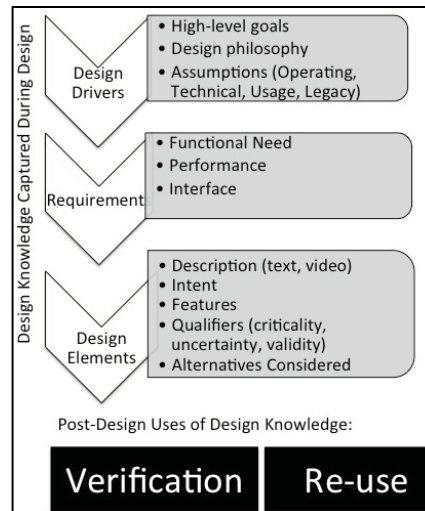 Design Knowledge Captured During Design
Design
Drivers
• High-level goals
• Design philosophy
• Assumptions (Operating,
Technical, Usage, Legacy)
Requirements
• Functional Need
• Performance
• Interface
Design
Elements
• Description (text, video)
• Intent
• Features
• Qualifiers (criticality,
uncertainty, validity)
• Alternatives Considered
Post-Design Uses of Design Knowledge:
Verification
Re-use